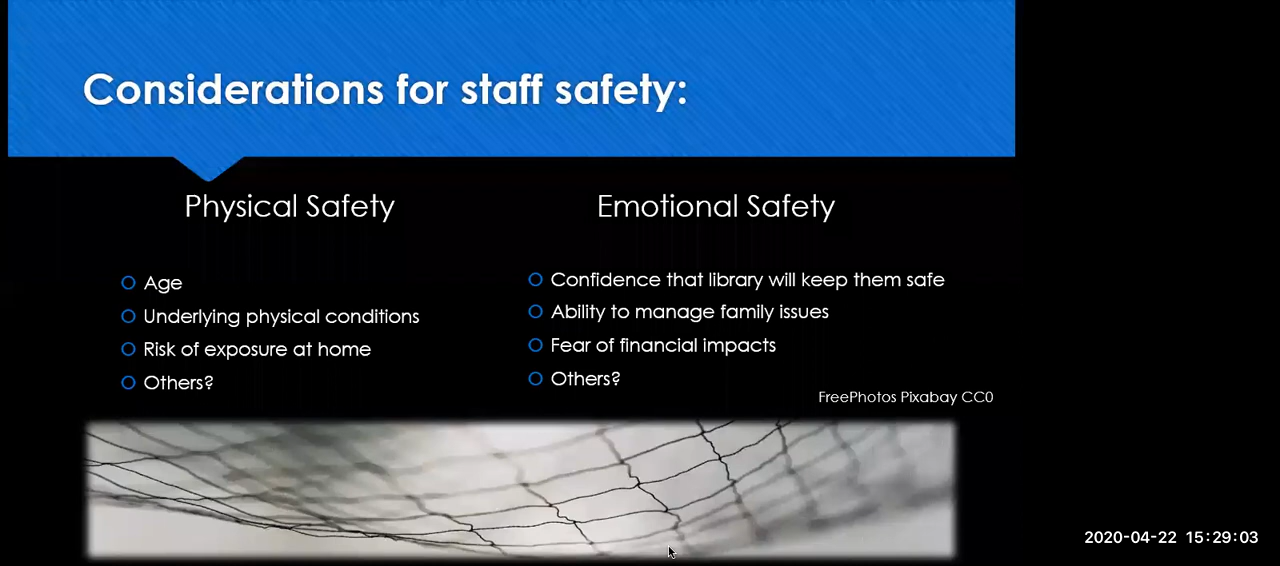 Considerations for staff safety:
Physical Safety
Age
Underlying physical conditions
Risk of exposure at home
Others?
Emotional Safety
Confidence that library will keep them safe
Ability to manage family issues
Fear of financial impacts
Others?
FreePhotos Pixabay CC0
2020-04-22 15:29:03